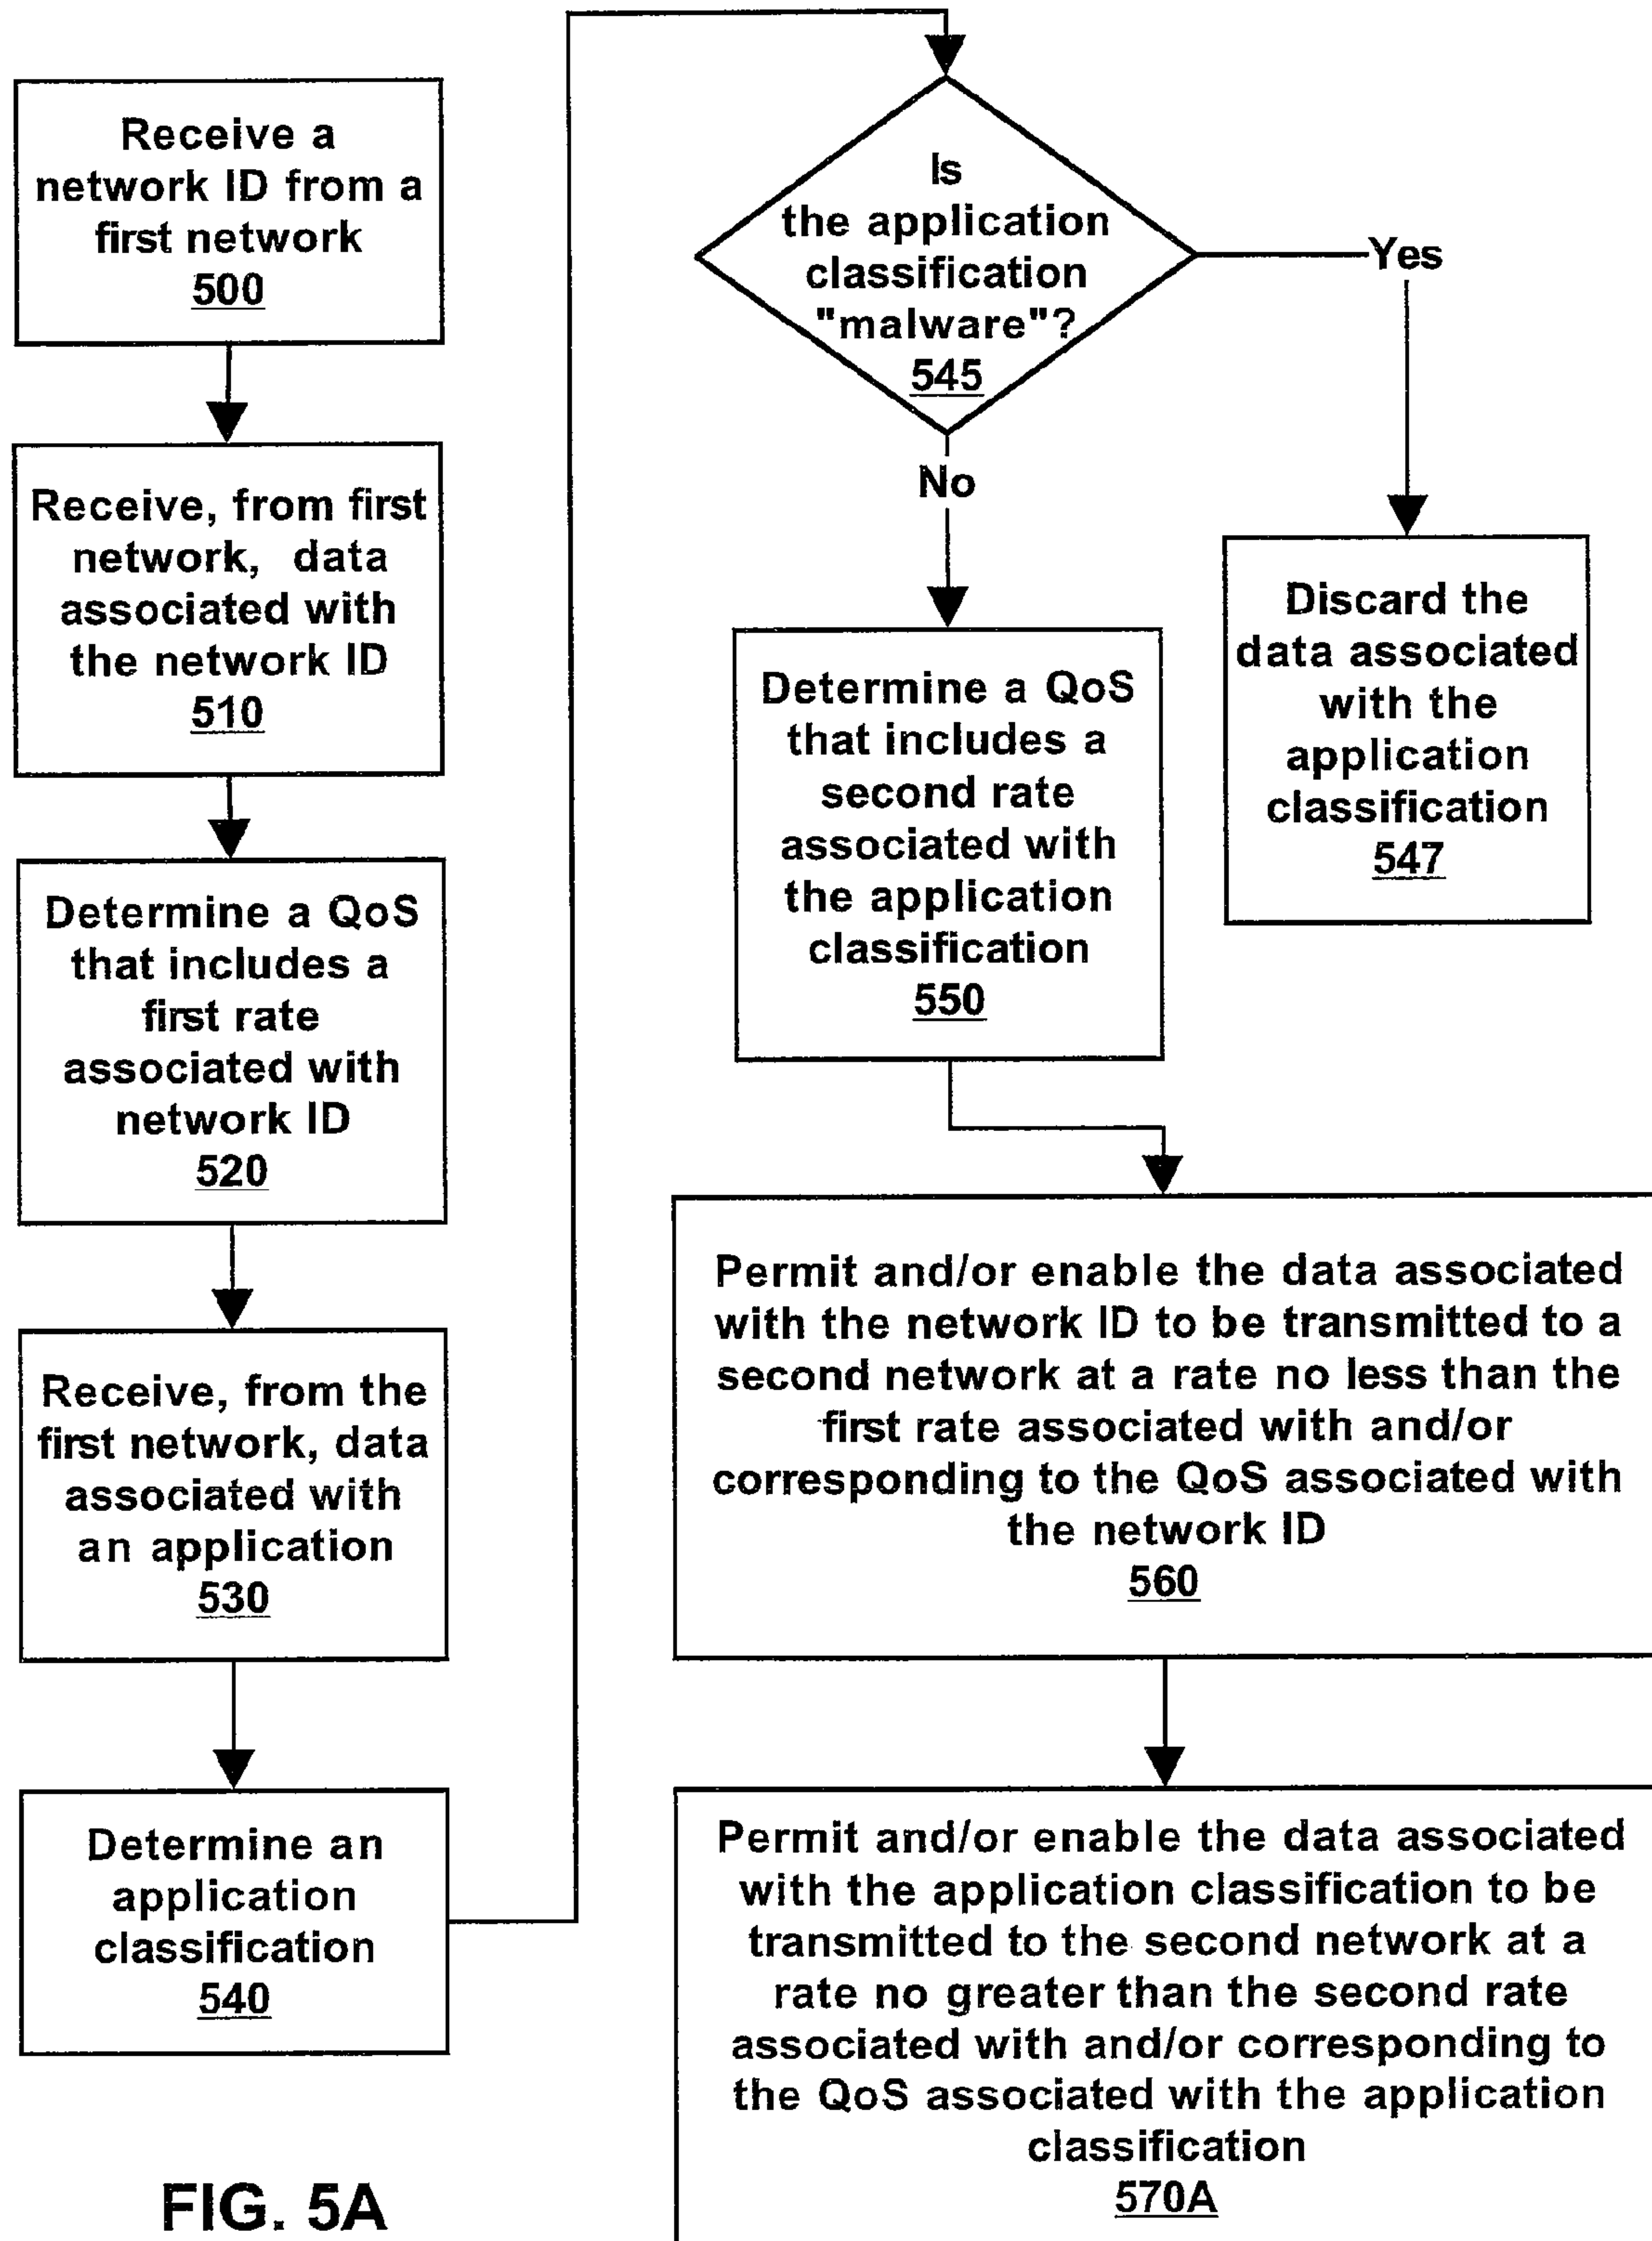 Receive a
network ID from a
first network
500
Receive, from first
network, data
associated with
the network ID
510
Determine a QoS
that includes a
first rate
associated with
network ID
520
Receive, from the
first network, data
associated with
an application
530
Determine an
application
classification
540
Is
the application
classification
"malware"?
545
Yes
No
Discard the
data associated
with the
application
classification
547
Determine a QoS
that includes a
second rate
associated with
the application
classification
550
Permit and/or enable the data associated
with the network ID to be transmitted to a
second network at a rate no less than the
first rate associated with and/or
corresponding to the QoS associated with
the network ID
560
Permit and/or enable the data associated
with the application classification to be
transmitted to the second network at a
rate no greater than the second rate
associated with and/or corresponding to
the QoS associated with the application
classification
570A
FIG. 5A